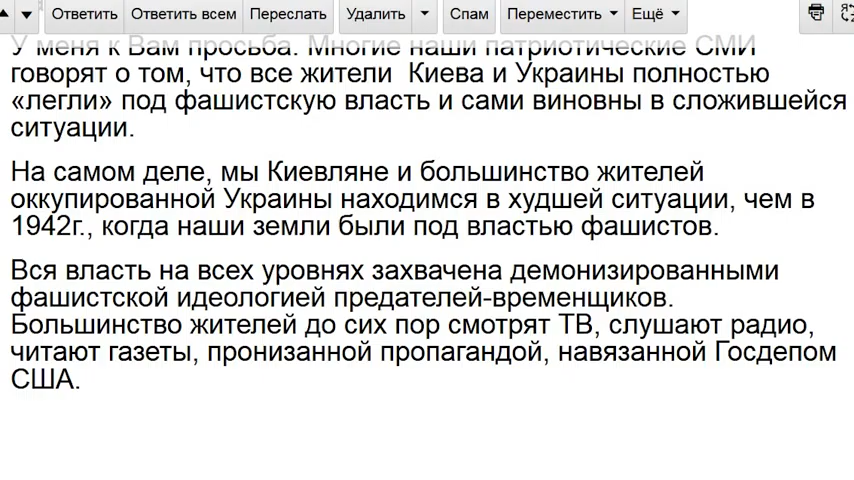 Ответить Ответить всем Переслать Удалить Спам Переместить Ещё
У меня к Вам просьба. Многие наши патриотические СМИ
говорят о том, что все жители Киева и Украины полностью
«легли» под фашистскую власть и сами виновны в сложившейся
ситуации.
На самом деле, мы Киевляне и большинство жителей
оккупированной Украины находимся в худшей ситуации, чем в
1942г., когда наши земли были под властью фашистов.
Вся власть на всех уровнях захвачена демонизированными
фашистской идеологией предателей-временщиков.
Большинство жителей до сих пор смотрят ТВ, слушают радио,
читают газеты, пронизанной пропагандой, навязанной Госдепом
США.